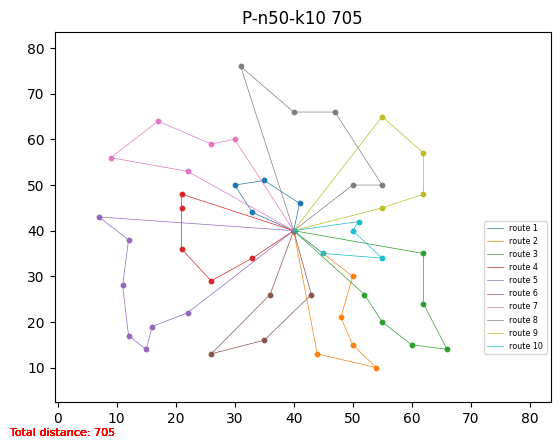 P-n50-k10 705
80
70
60
50
40
30
20
10
0 10 20 30 40 50 60 70 80
route 1
route 2
route 3
route 4
route 5
route 6
route 7
route 8
route 9
route 10
Total distance: 705